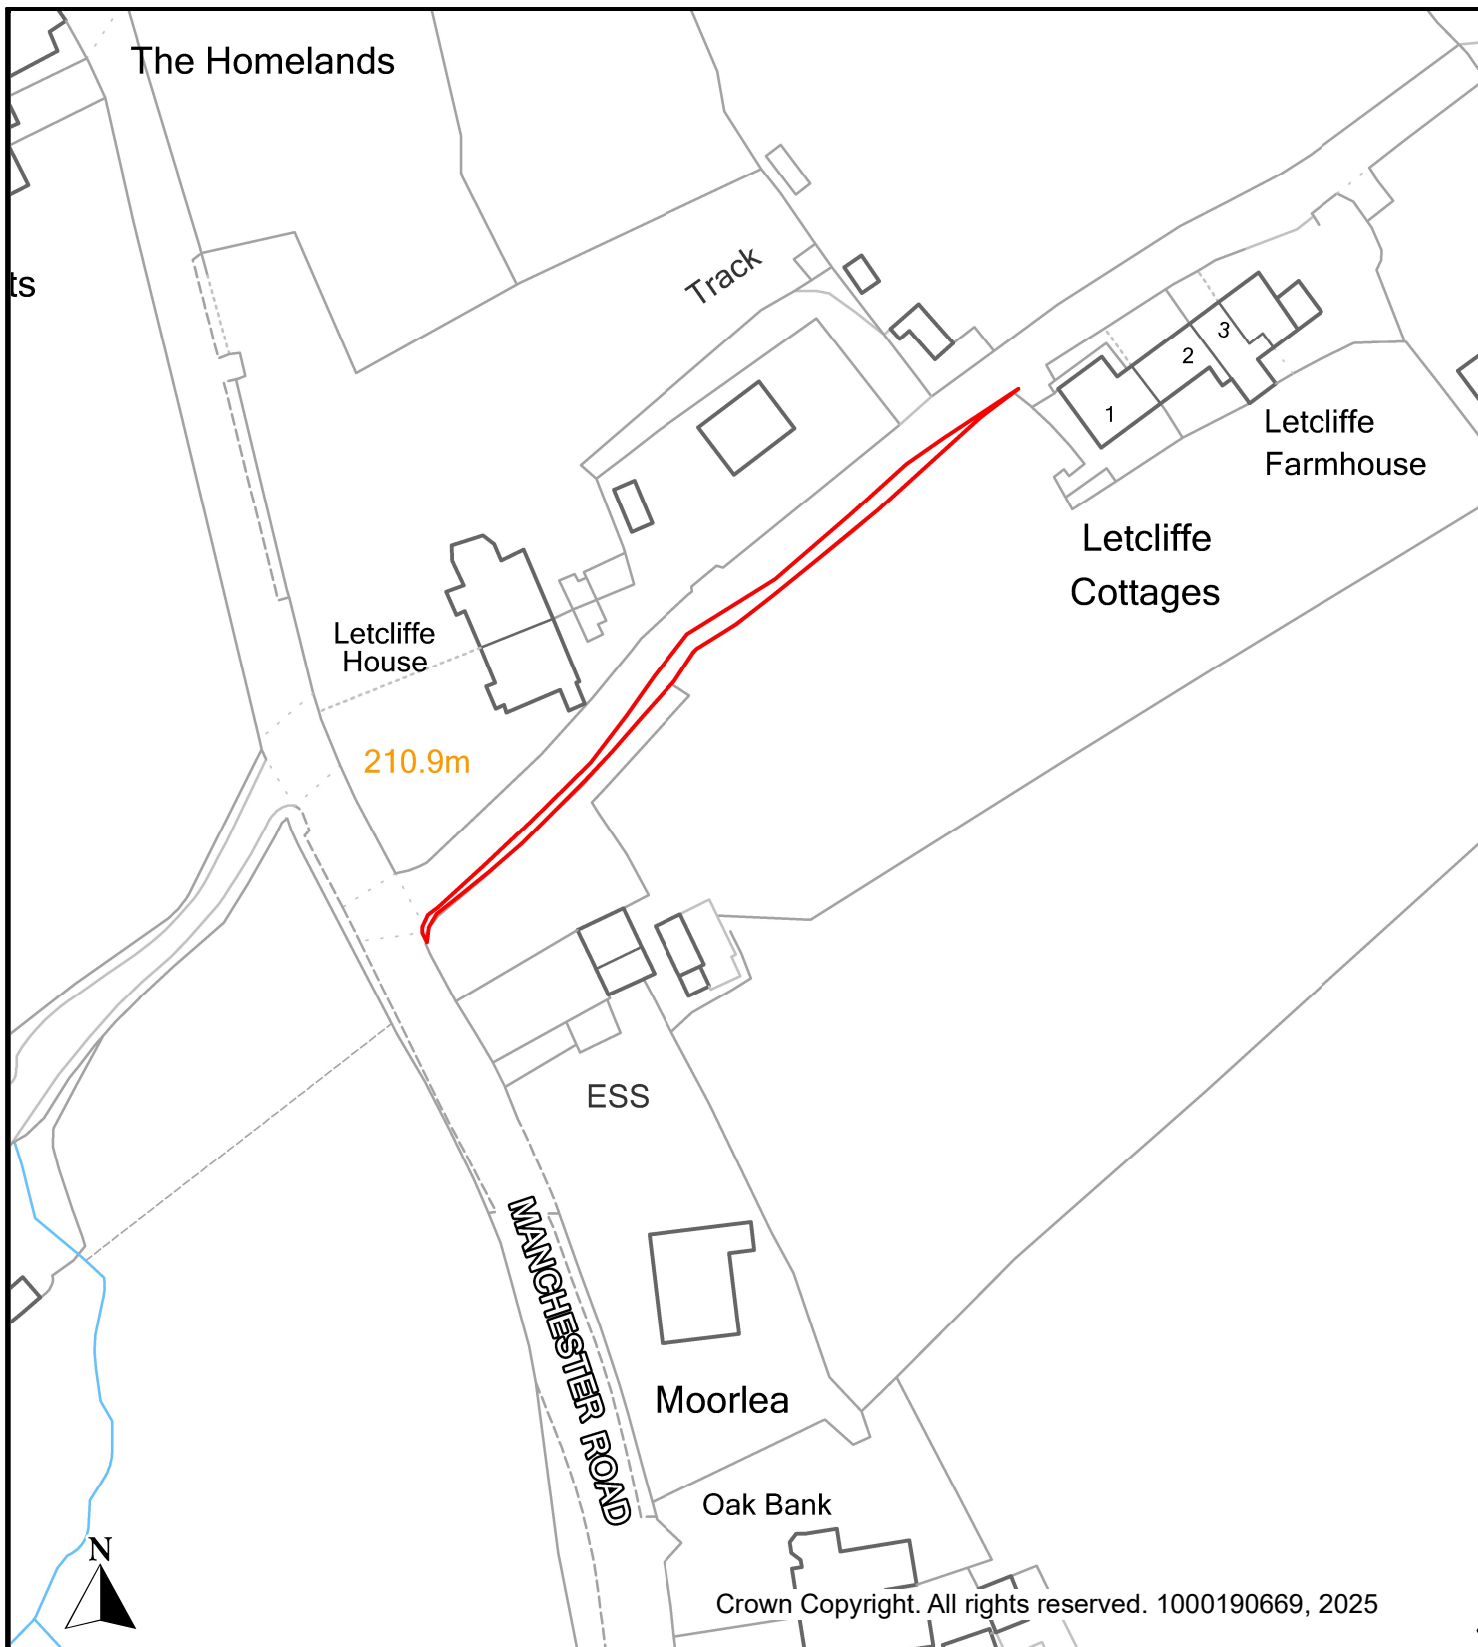 The Homelands
ts
Track
3
2
1
Letcliffe
Farmhouse
Letcliffe
Cottages
Letcliffe
House
210.9m
ESS
MANCHESTER ROAD
Moorlea
Oak Bank
N
Crown Copyright. All rights reserved. 1000190669, 2025